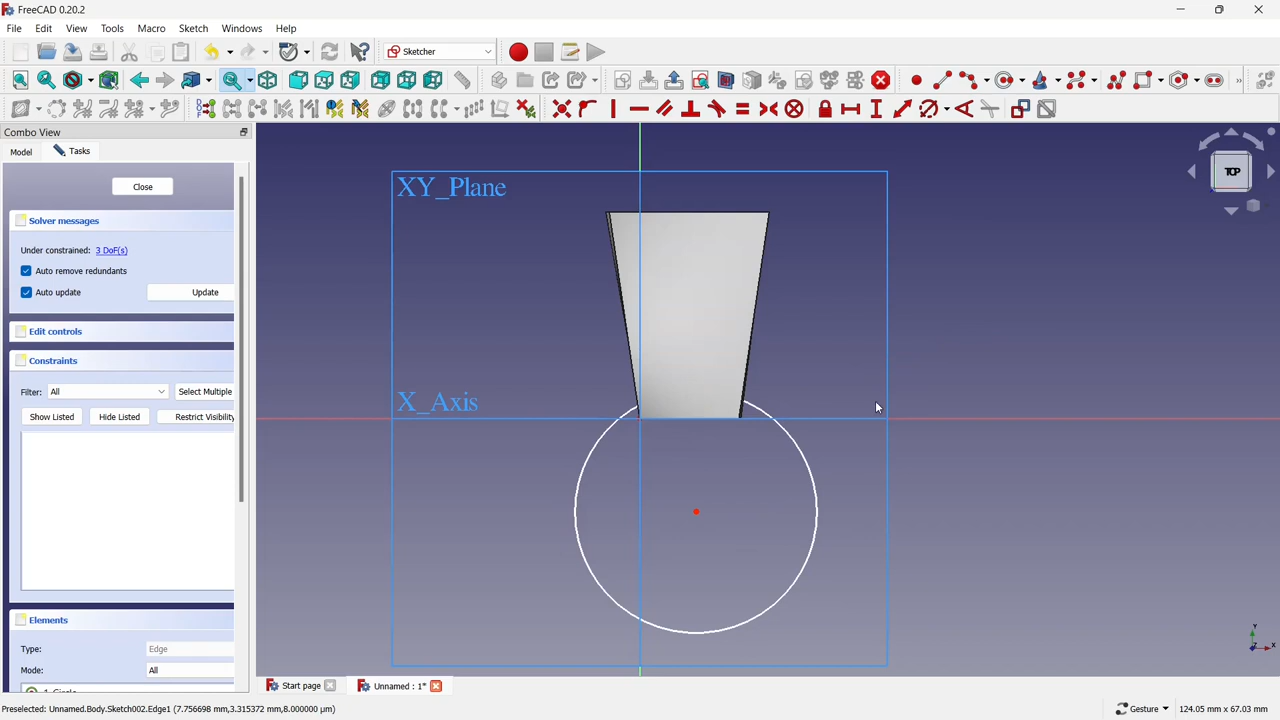 FreeCAD 0.20.2
File Edit View Tools Macro Sketch Windows Help
Sketcher
Combo View
Model Tasks
Close
Solver messages
Under constrained: 3 DoF(s)
Auto remove redundants
Auto update Update
Edit controls
Constraints
Filter: All Select Multiple
Show Listed Hide Listed Restrict Visibility
Elements
Type: Edge
Mode: All
1-Circle
XY_Plane
X_Axis
TOP
Y
Z X
Start page Unnamed : 1*
Preselected: Unnamed.Body.Sketch002.Edge1 (7.756698 mm,3.315372 mm,8.000000 μm) Gesture 124.05 mm x 67.03 mm